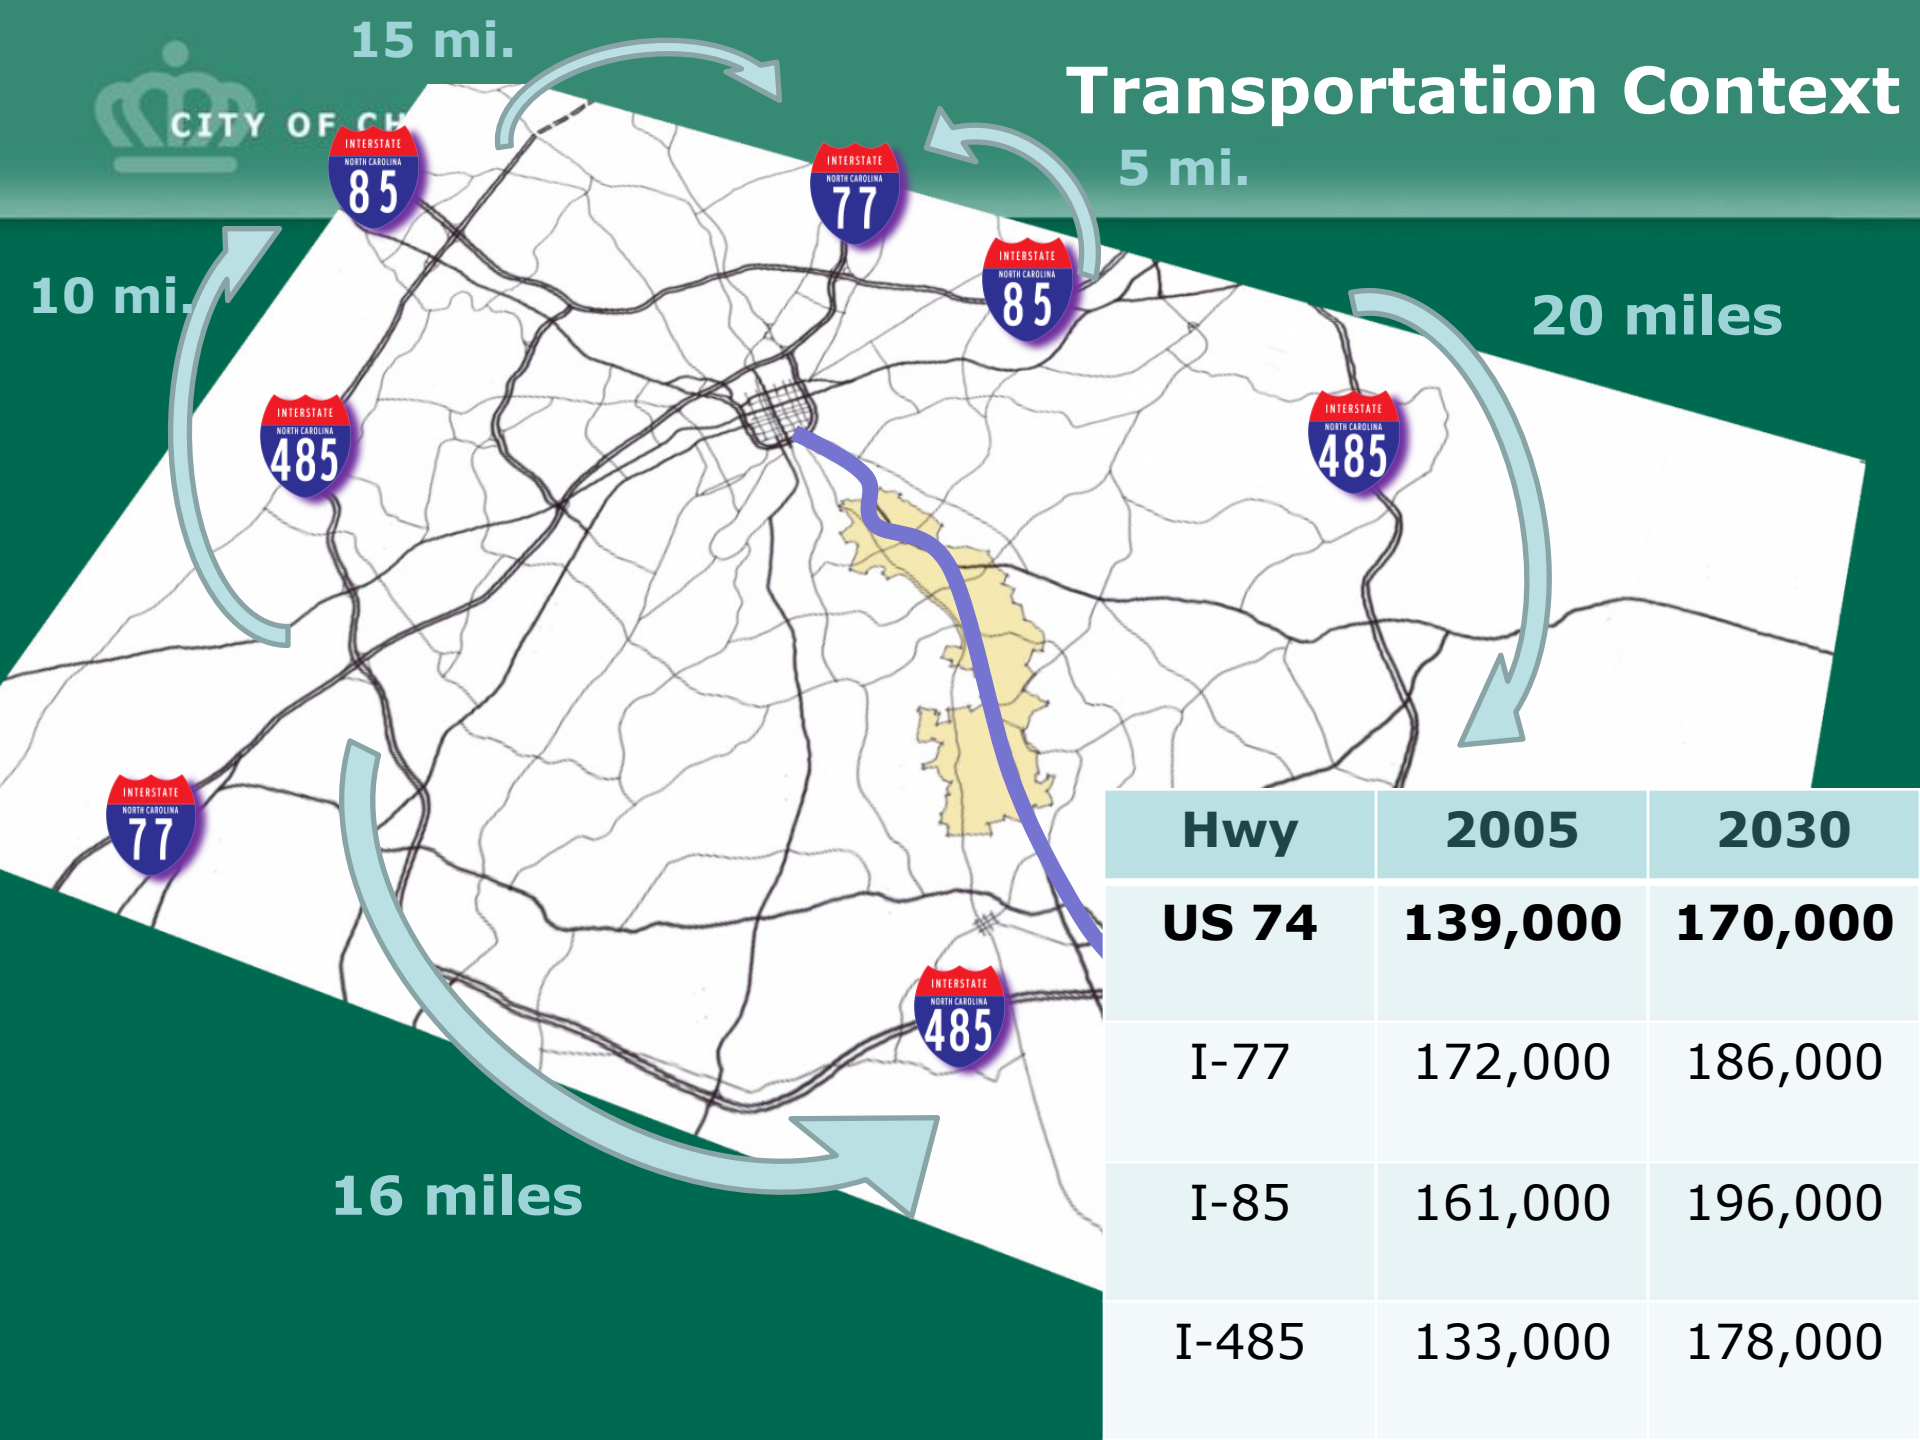 15 mi.
Transportation Context
CITY OF CH
5 mi.
INTERSTATE
NORTH CAROLINA
85
INTERSTATE
NORTH CAROLINA
77
INTERSTATE
NORTH CAROLINA
85
10 mi.
20 miles
INTERSTATE
NORTH CAROLINA
485
INTERSTATE
NORTH CAROLINA
485
INTERSTATE
NORTH CAROLINA
77
INTERSTATE
NORTH CAROLINA
485
16 miles
Hwy 2005 2030
US 74 139,000 170,000
I-77 172,000 186,000
I-85 161,000 196,000
I-485 133,000 178,000